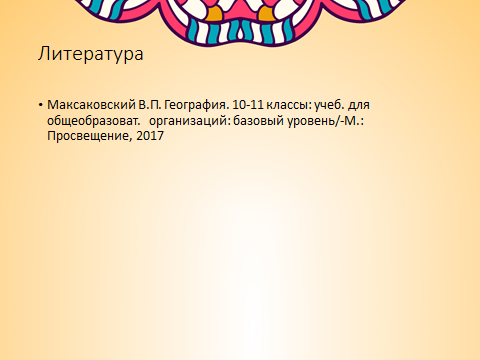 Литература
• Максаковский В.П. География. 10-11 классы: учеб. для
общеобразоват. организаций: базовый уровень/-М.:
Просвещение, 2017